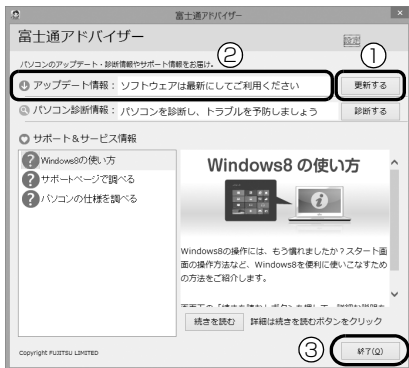 富士通アドバイザー
富士通アドバイザー
設定
①
パソコンのアップデート・診断情報やサポート情報をお届け。
②
アップデート情報： ソフトウェアは最新にしてご利用ください
更新する
パソコン診断情報： パソコンを診断し、トラブルを予防しましょう
診断する
サポート&サービス情報
Windows8の使い方
サポートページで調べる
パソコンの仕様を調べる
Windows8 の使い方
Windows8の操作には、もう慣れましたか？スタート画
面の操作方法など、Windows8を便利に使いこなすため
の方法をご紹介します。
続きを読む 詳細は続きを読むボタンをクリック
③
Copyright FUJITSU LIMITED
終了(Q)